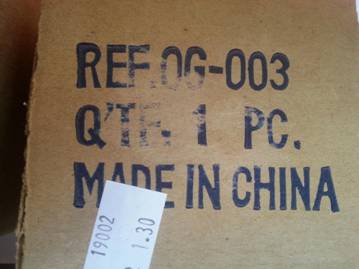 REF.OG-003
Q'TE. 1 PC.
MADE IN CHINA
19002
1.30